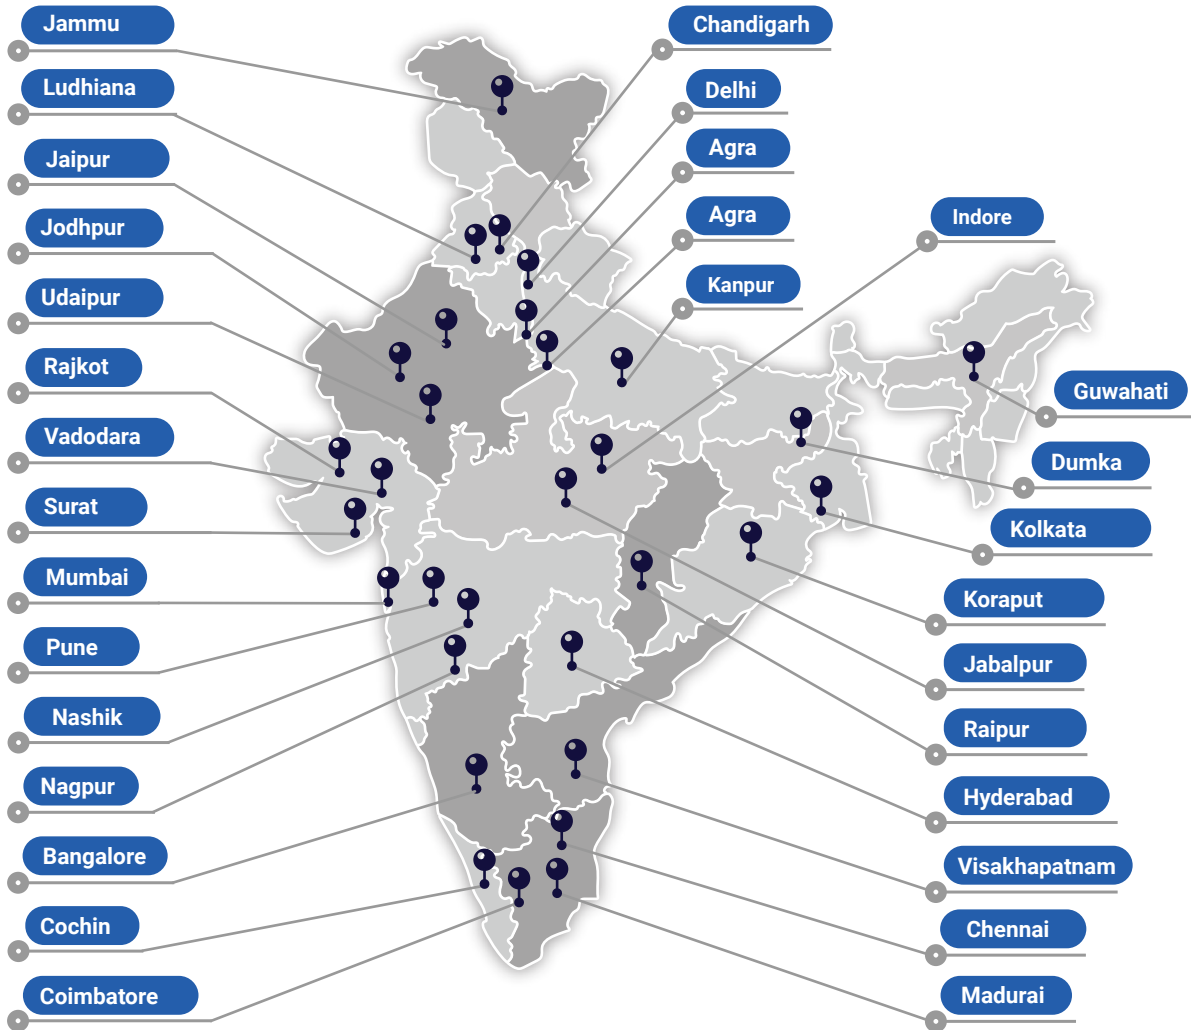 Jammu
Ludhiana
Jaipur
Jodhpur
Udaipur
Rajkot
Vadodara
Surat
Mumbai
Pune
Nashik
Nagpur
Bangalore
Cochin
Coimbatore
Chandigarh
Delhi
Agra
Agra
Kanpur
Indore
Guwahati
Dumka
Kolkata
Koraput
Jabalpur
Raipur
Hyderabad
Visakhapatnam
Chennai
Madurai